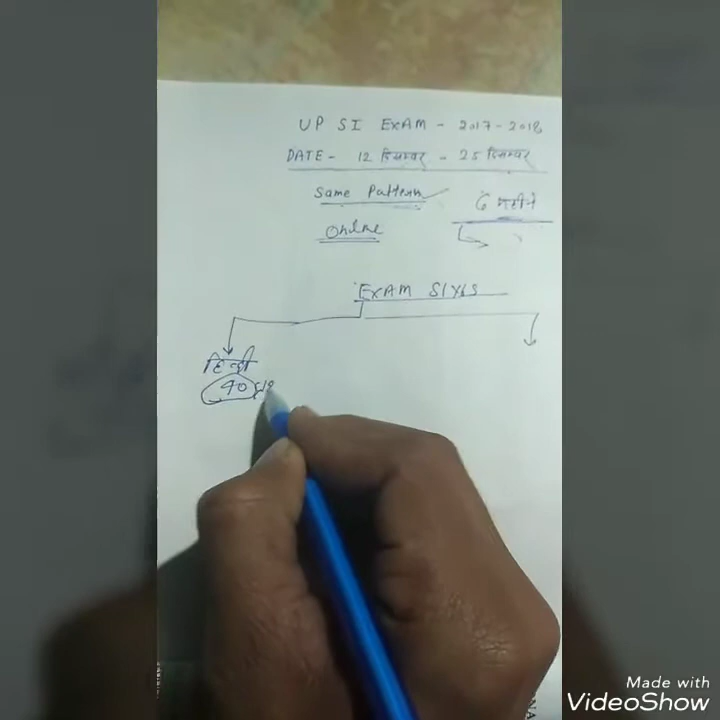 UP SI EXAM - 2017-2018
DATE- 12 दिसम्बर - 25 दिसम्बर
Same Pattern
6 महीने
Online
EXAM
हिन्दी
40
Made with
VideoShow